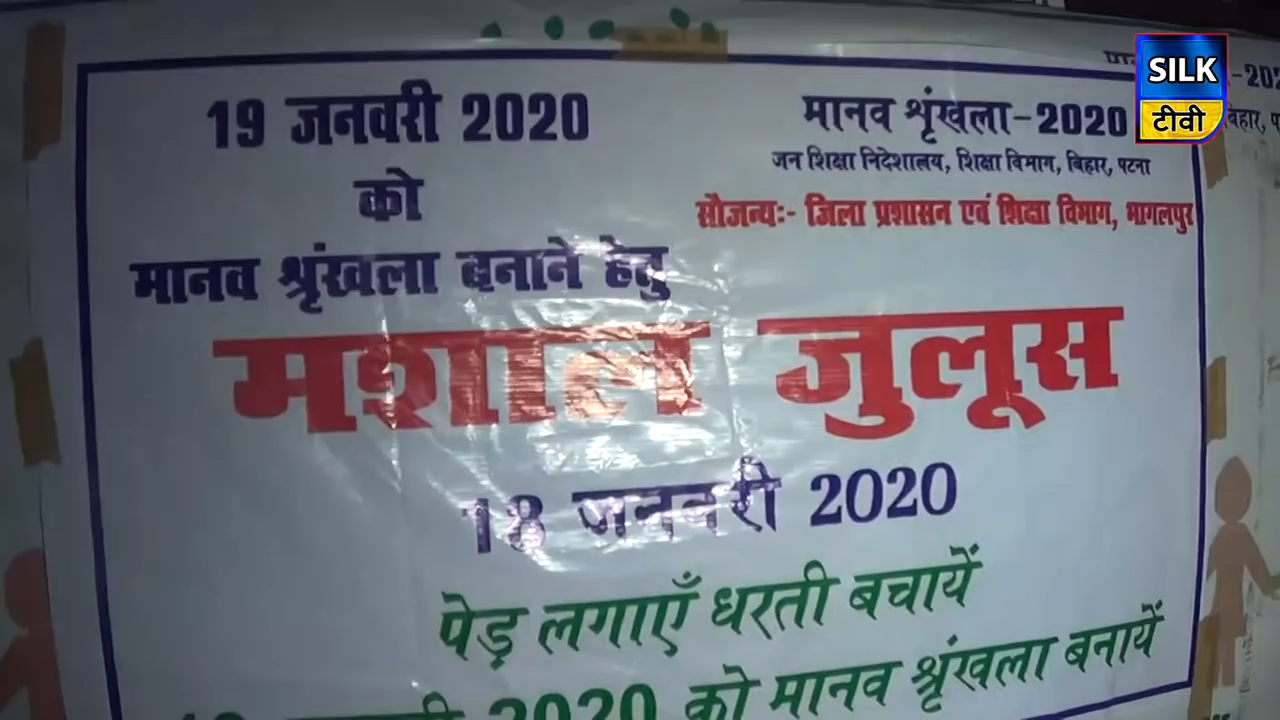 19 जनवरी 2020
को
मानव श्रृंखला बनाने हेतु
मानव श्रृंखला-2020
जन शिक्षा निदेशालय, शिक्षा विभाग, बिहार, पटना
सौजन्यः- जिला प्रशासन एवं शिक्षा विभाग, भागलपुर
मशाल जुलूस
18 जनवरी 2020
पेड़ लगाएँ धरती बचायें
2020 को मानव श्रृंखला बनायें
SILK
टीवी
बिहार,